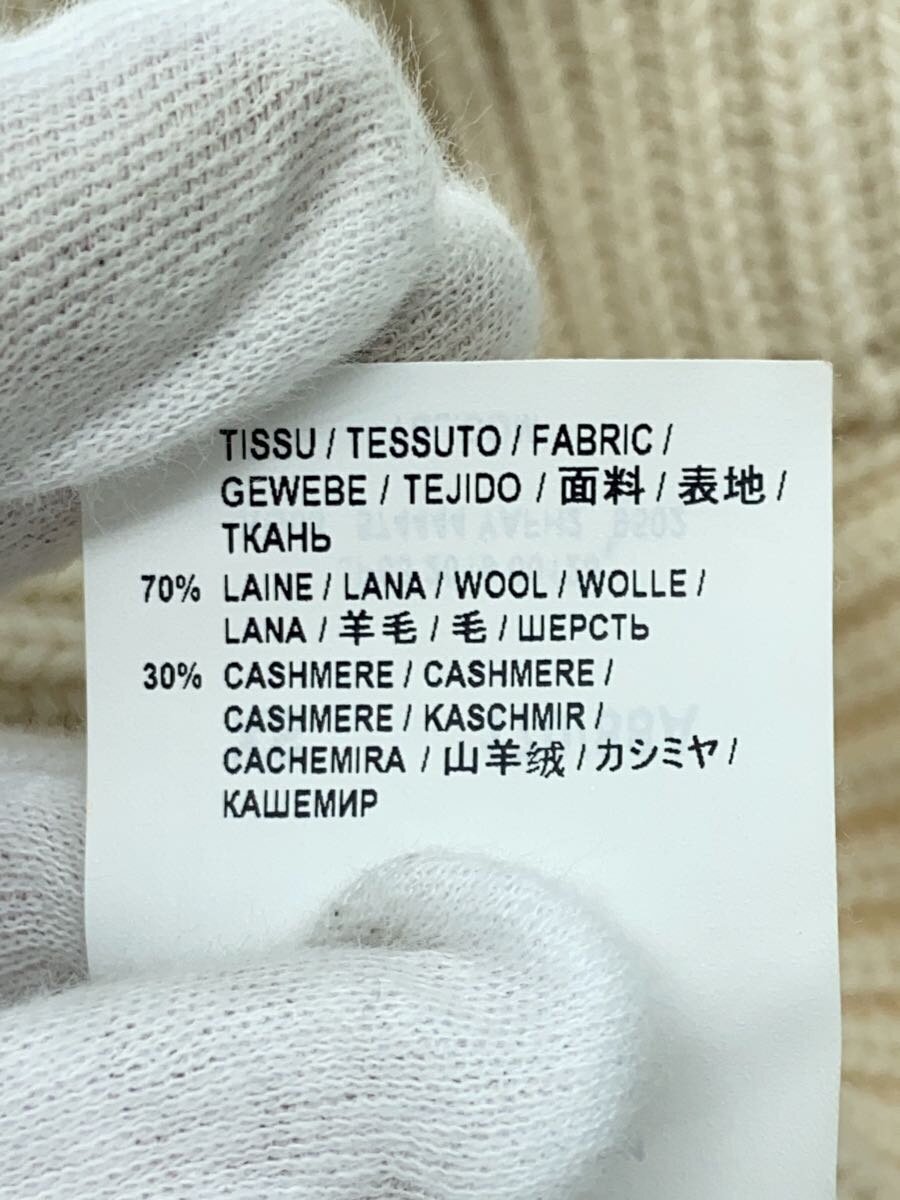 TISSU / TESSUTO / FABRIC /
GEWEBE / TEJIDO / 面料 / 表地 /
ТКАНЬ
70% LAINE / LANA / WOOL / WOLLE /
LANA / 羊毛 / 毛 / ШЕРСТЬ
30% CASHMERE / CASHMERE /
CASHMERE / KASCHMIR /
CACHEMIRA / 山羊绒 / カシミヤ /
КАШЕМИР